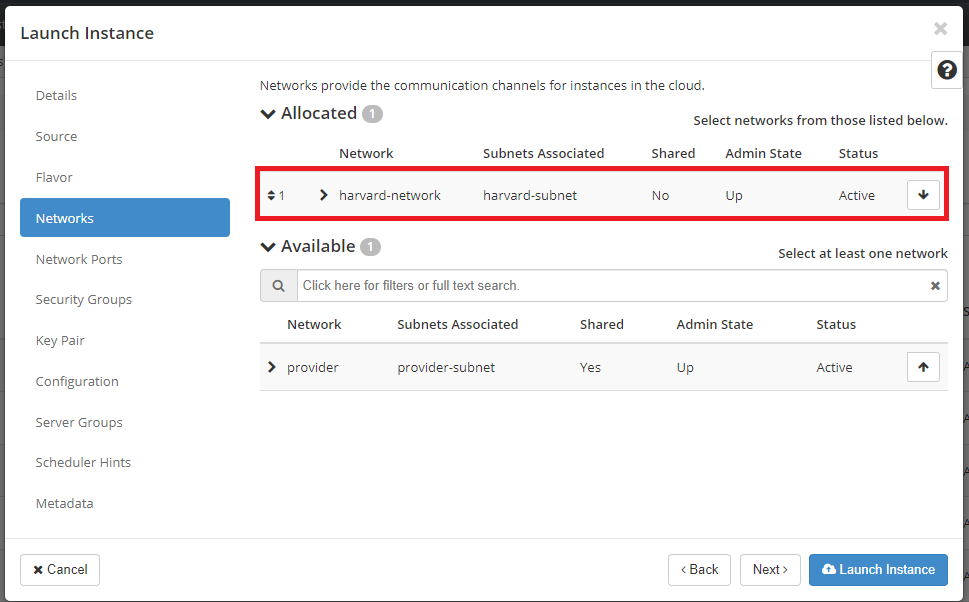 Launch Instance
Details
Source
Flavor
Networks
Network Ports
Security Groups
Key Pair
Configuration
Server Groups
Scheduler Hints
Metadata
Networks provide the communication channels for instances in the cloud.
Allocated 1
Select networks from those listed below.
Network Subnets Associated Shared Admin State Status
1 harvard-network harvard-subnet No Up Active
Available 1
Select at least one network
Click here for filters or full text search.
Network Subnets Associated Shared Admin State Status
provider provider-subnet Yes Up Active
Cancel
Back
Next
Launch Instance